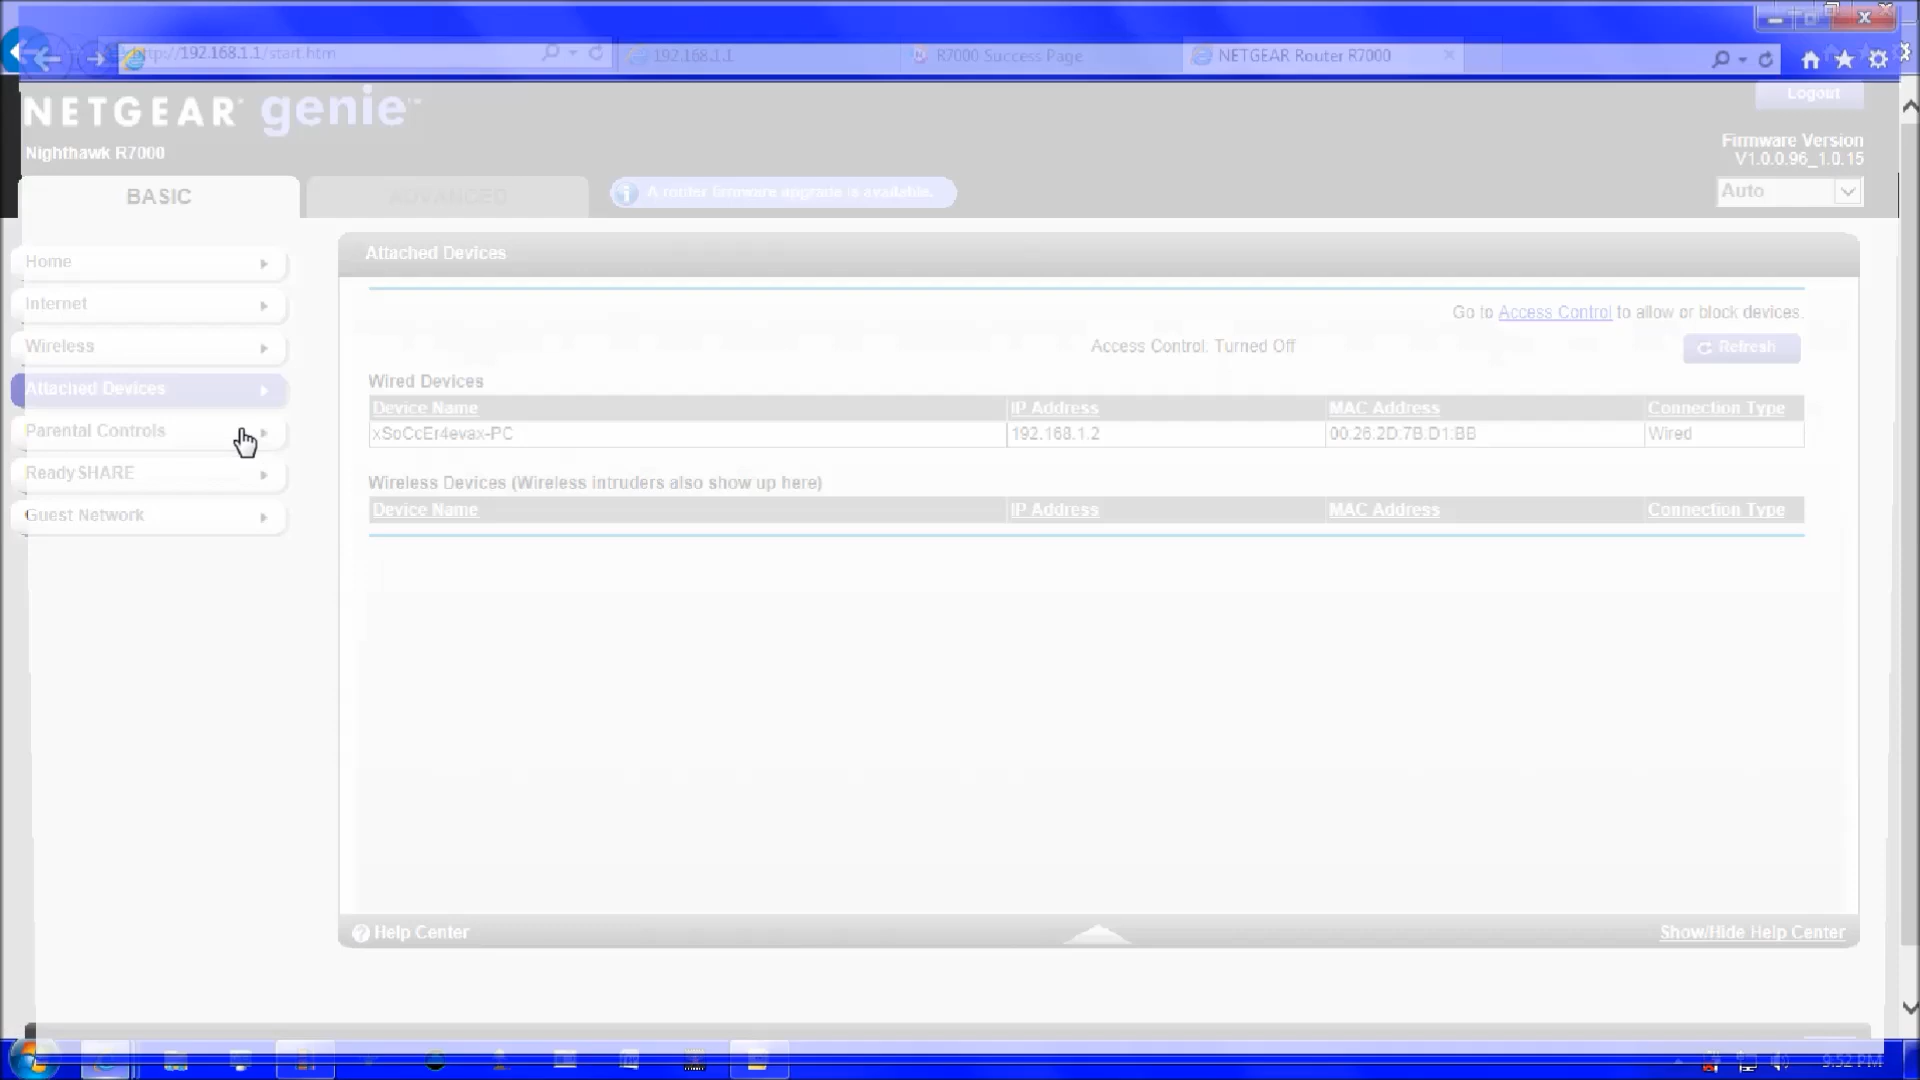 http://192.168.1.1/start.htm
192.168.1.1
R7000 Success Page
NETGEAR Router R7000
NETGEAR genie
Logout
Nighthawk R7000
Firmware Version
V1.0.0.96_1.0.15
BASIC
ADVANCED
A router firmware upgrade is available.
Auto
Home
Internet
Wireless
Attached Devices
Parental Controls
ReadySHARE
Guest Network
Attached Devices
Go to Access Control to allow or block devices.
Access Control: Turned Off
Refresh
Wired Devices
Device Name IP Address MAC Address Connection Type
xSoCcEr4evax-PC 192.168.1.2 00:26:2D:7B:D1:BB Wired
Wireless Devices (Wireless intruders also show up here)
Device Name IP Address MAC Address Connection Type
Help Center
Show/Hide Help Center
9:52 PM